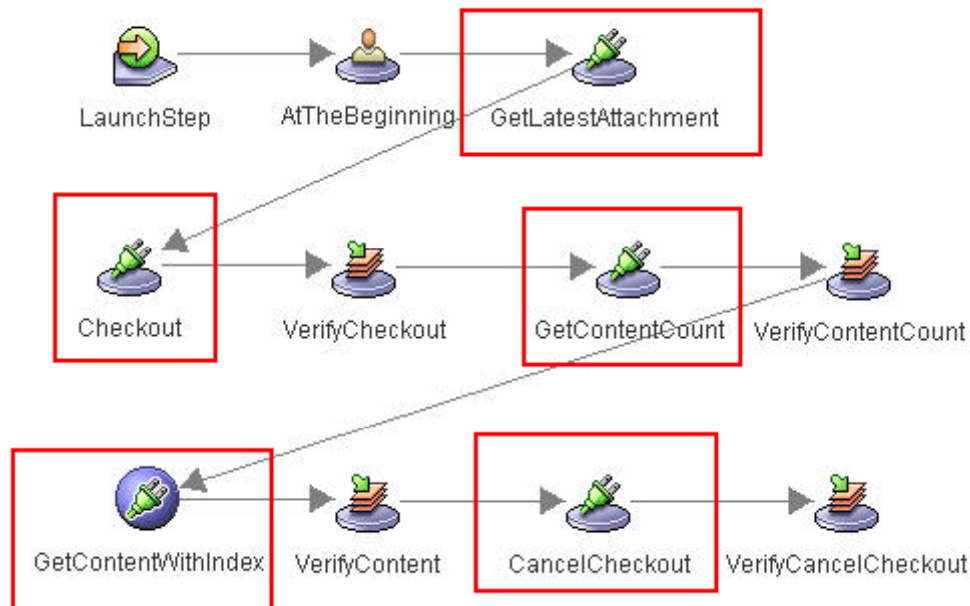 LaunchStep
AtTheBeginning
GetLatestAttachment
Checkout
VerifyCheckout
GetContentCount
VerifyContentCount
GetContentWithIndex
VerifyContent
CancelCheckout
VerifyCancelCheckout